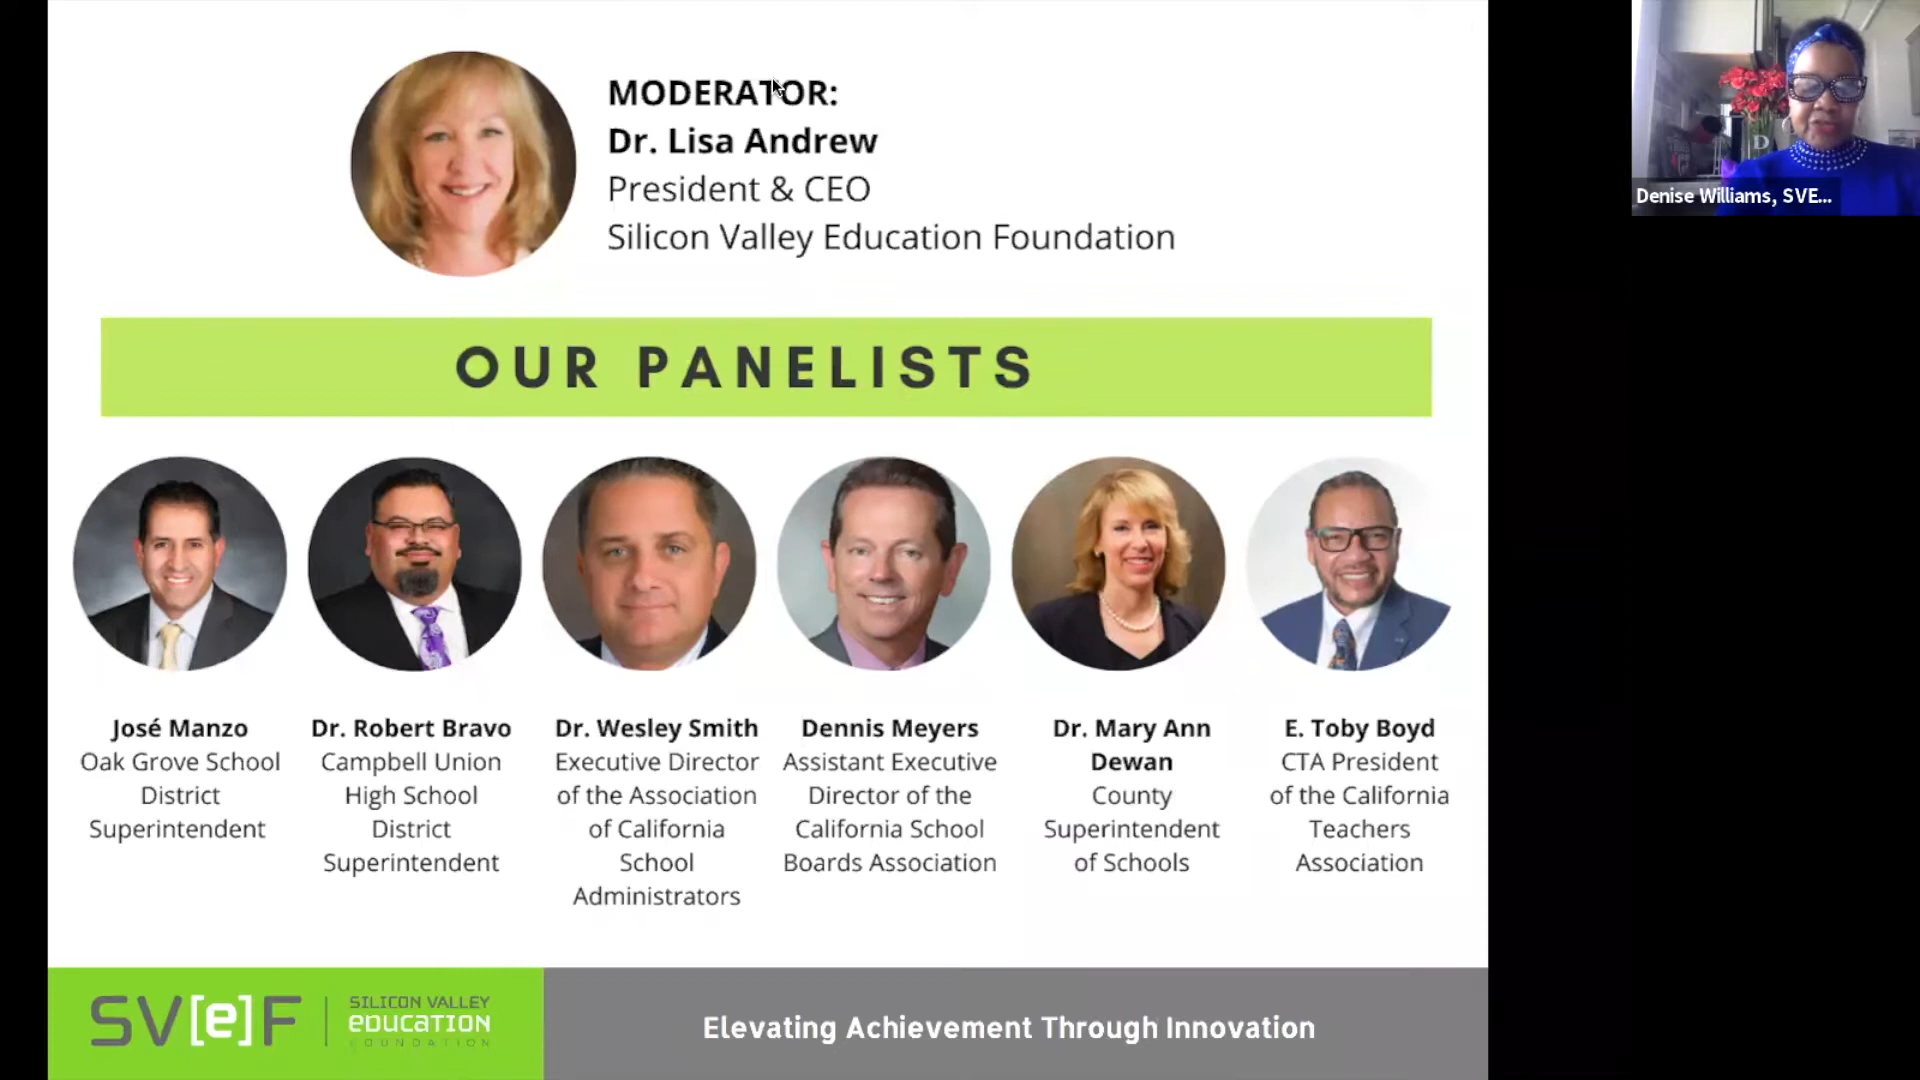 MODERATOR:
Dr. Lisa Andrew
President & CEO
Silicon Valley Education Foundation
Denise Williams, SVE...
OUR PANELISTS
José Manzo
Oak Grove School
District
Superintendent
Dr. Robert Bravo
Campbell Union
High School
District
Superintendent
Dr. Wesley Smith
Executive Director
of the Association
of California
School
Administrators
Dennis Meyers
Assistant Executive
Director of the
California School
Boards Association
Dr. Mary Ann
Dewan
County
Superintendent
of Schools
E. Toby Boyd
CTA President
of the California
Teachers
Association
SV[e]F
SILICON VALLEY
eDUCATION
FOUNDATION
Elevating Achievement Through Innovation
D